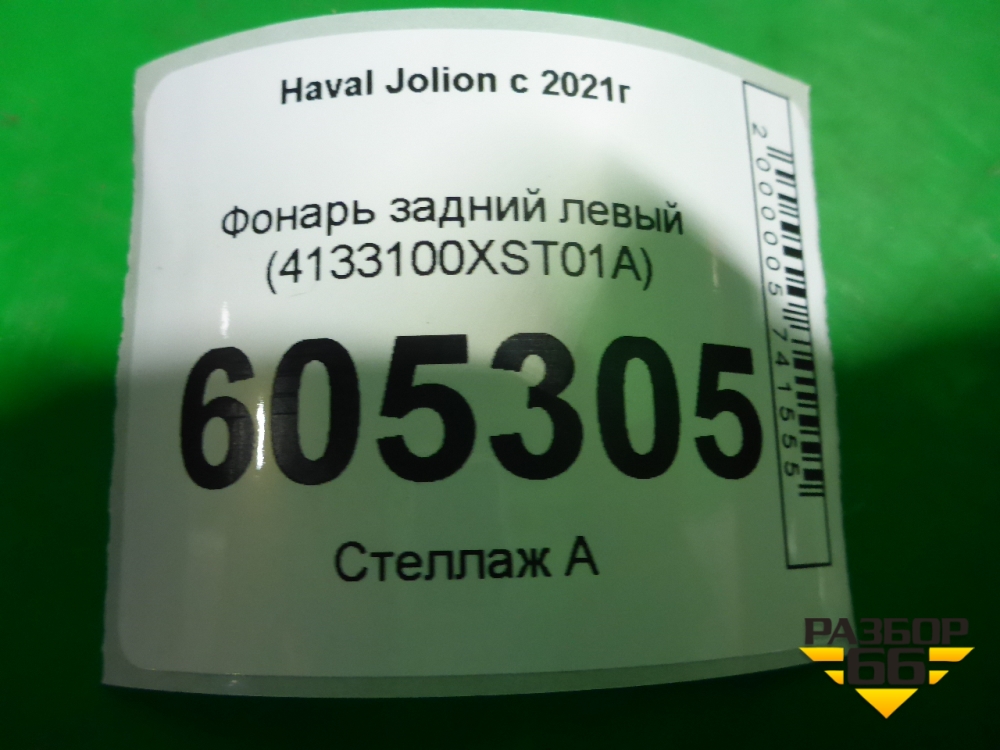 Haval Jolion с 2021г
Фонарь задний левый
(4133100XST01A)
605305
Стеллаж А
2000005741555
РАЗБОР
66